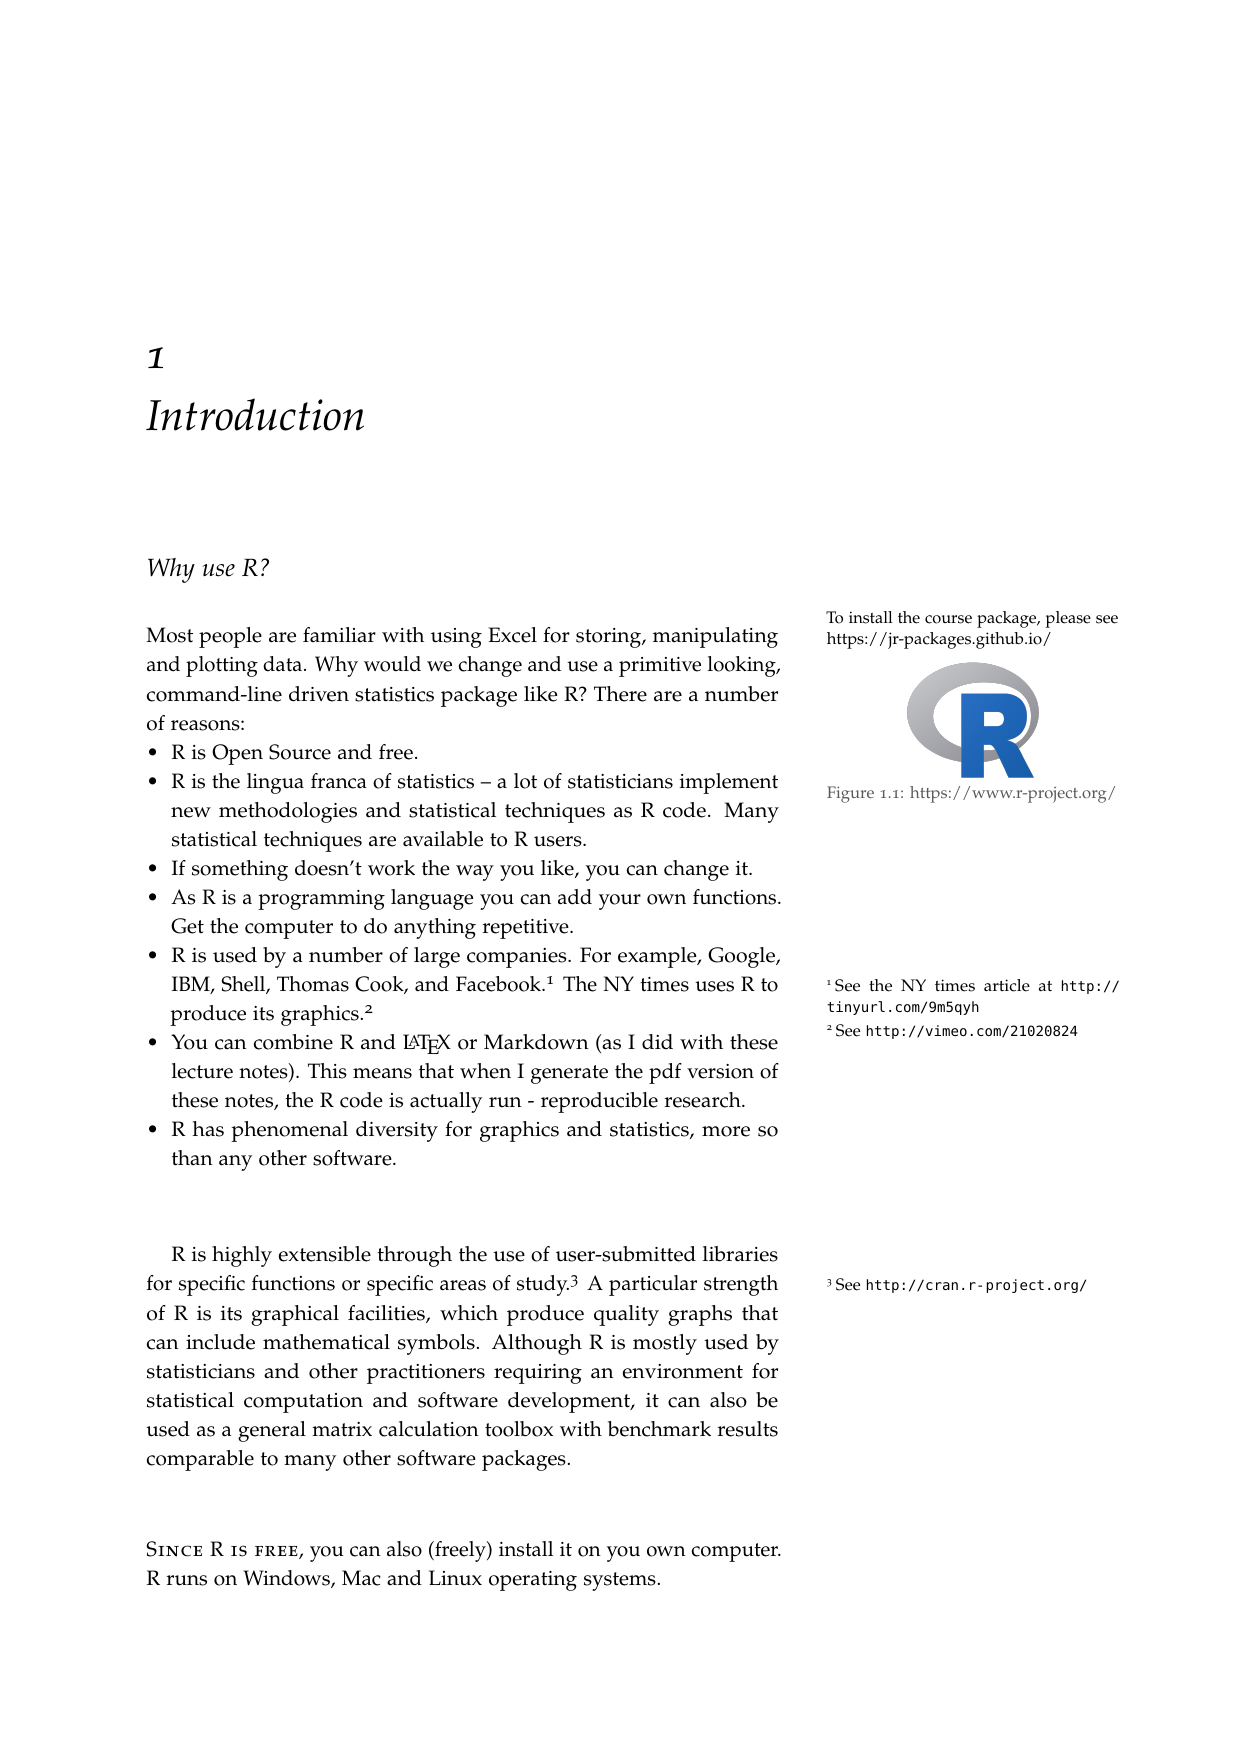 1
Introduction
Why use R?
Most people are familiar with using Excel for storing, manipulating
and plotting data. Why would we change and use a primitive looking,
command-line driven statistics package like R? There are a number
of reasons:
• R is Open Source and free.
• R is the lingua franca of statistics – a lot of statisticians implement
new methodologies and statistical techniques as R code. Many
statistical techniques are available to R users.
• If something doesn't work the way you like, you can change it.
• As R is a programming language you can add your own functions.
Get the computer to do anything repetitive.
• R is used by a number of large companies. For example, Google,
IBM, Shell, Thomas Cook, and Facebook.¹ The NY times uses R to
produce its graphics.²
• You can combine R and LATEX or Markdown (as I did with these
lecture notes). This means that when I generate the pdf version of
these notes, the R code is actually run - reproducible research.
• R has phenomenal diversity for graphics and statistics, more so
than any other software.
R is highly extensible through the use of user-submitted libraries
for specific functions or specific areas of study.³ A particular strength
of R is its graphical facilities, which produce quality graphs that
can include mathematical symbols. Although R is mostly used by
statisticians and other practitioners requiring an environment for
statistical computation and software development, it can also be
used as a general matrix calculation toolbox with benchmark results
comparable to many other software packages.
Since R is free, you can also (freely) install it on you own computer.
R runs on Windows, Mac and Linux operating systems.
To install the course package, please see
https://jr-packages.github.io/
R
Figure 1.1: https://www.r-project.org/
¹ See the NY times article at http://
tinyurl.com/9m5qyh
² See http://vimeo.com/21020824
³ See http://cran.r-project.org/